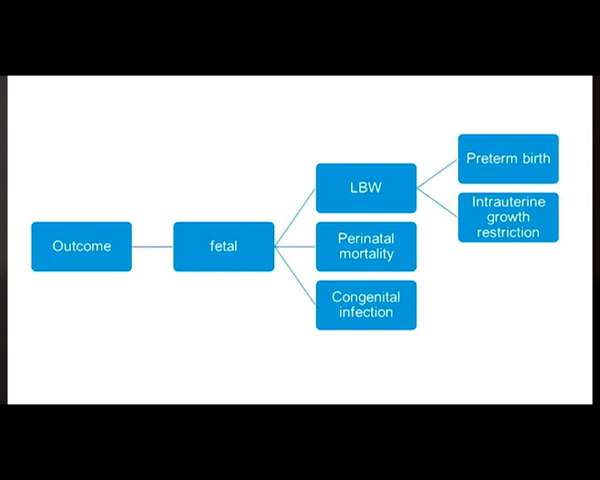 Outcome
fetal
LBW
Perinatal
mortality
Congenital
infection
Preterm birth
Intrauterine
growth
restriction